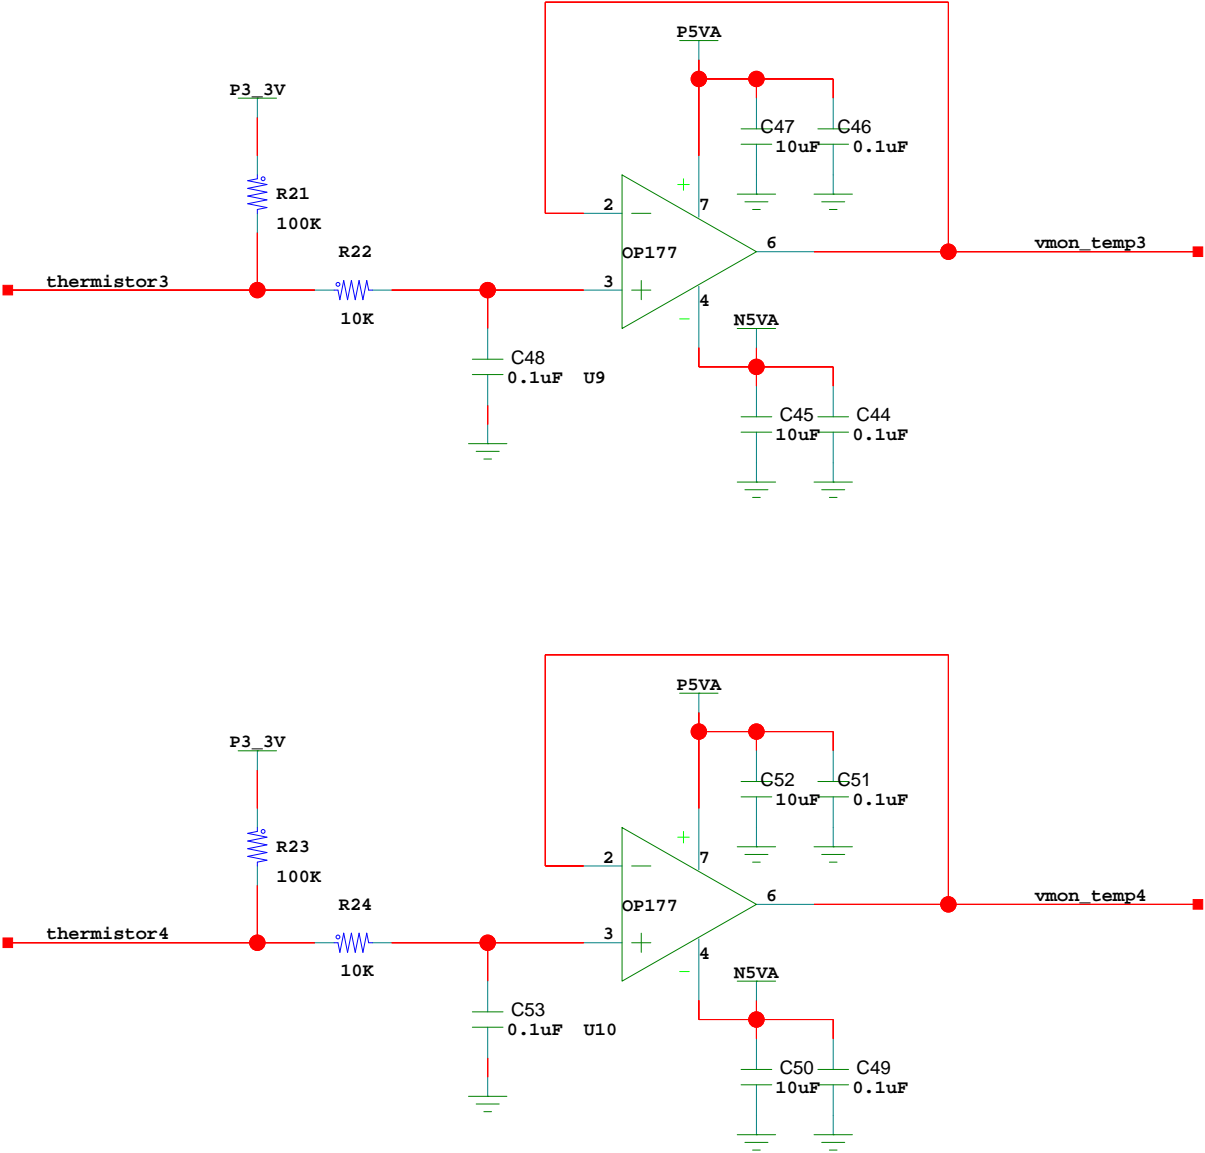 P5VA
P3_3V
C47
C46
10uF
0.1uF
+
R21
2
7
100K
R22
OP177
6
vmon_temp3
thermistor3
3
4
10K
N5VA
C48
0.1uF
U9
C45
C44
10uF
0.1uF
P5VA
P3_3V
C52
C51
10uF
0.1uF
+
R23
2
7
100K
R24
OP177
6
vmon_temp4
thermistor4
3
4
10K
N5VA
C53
0.1uF
U10
C50
C49
10uF
0.1uF